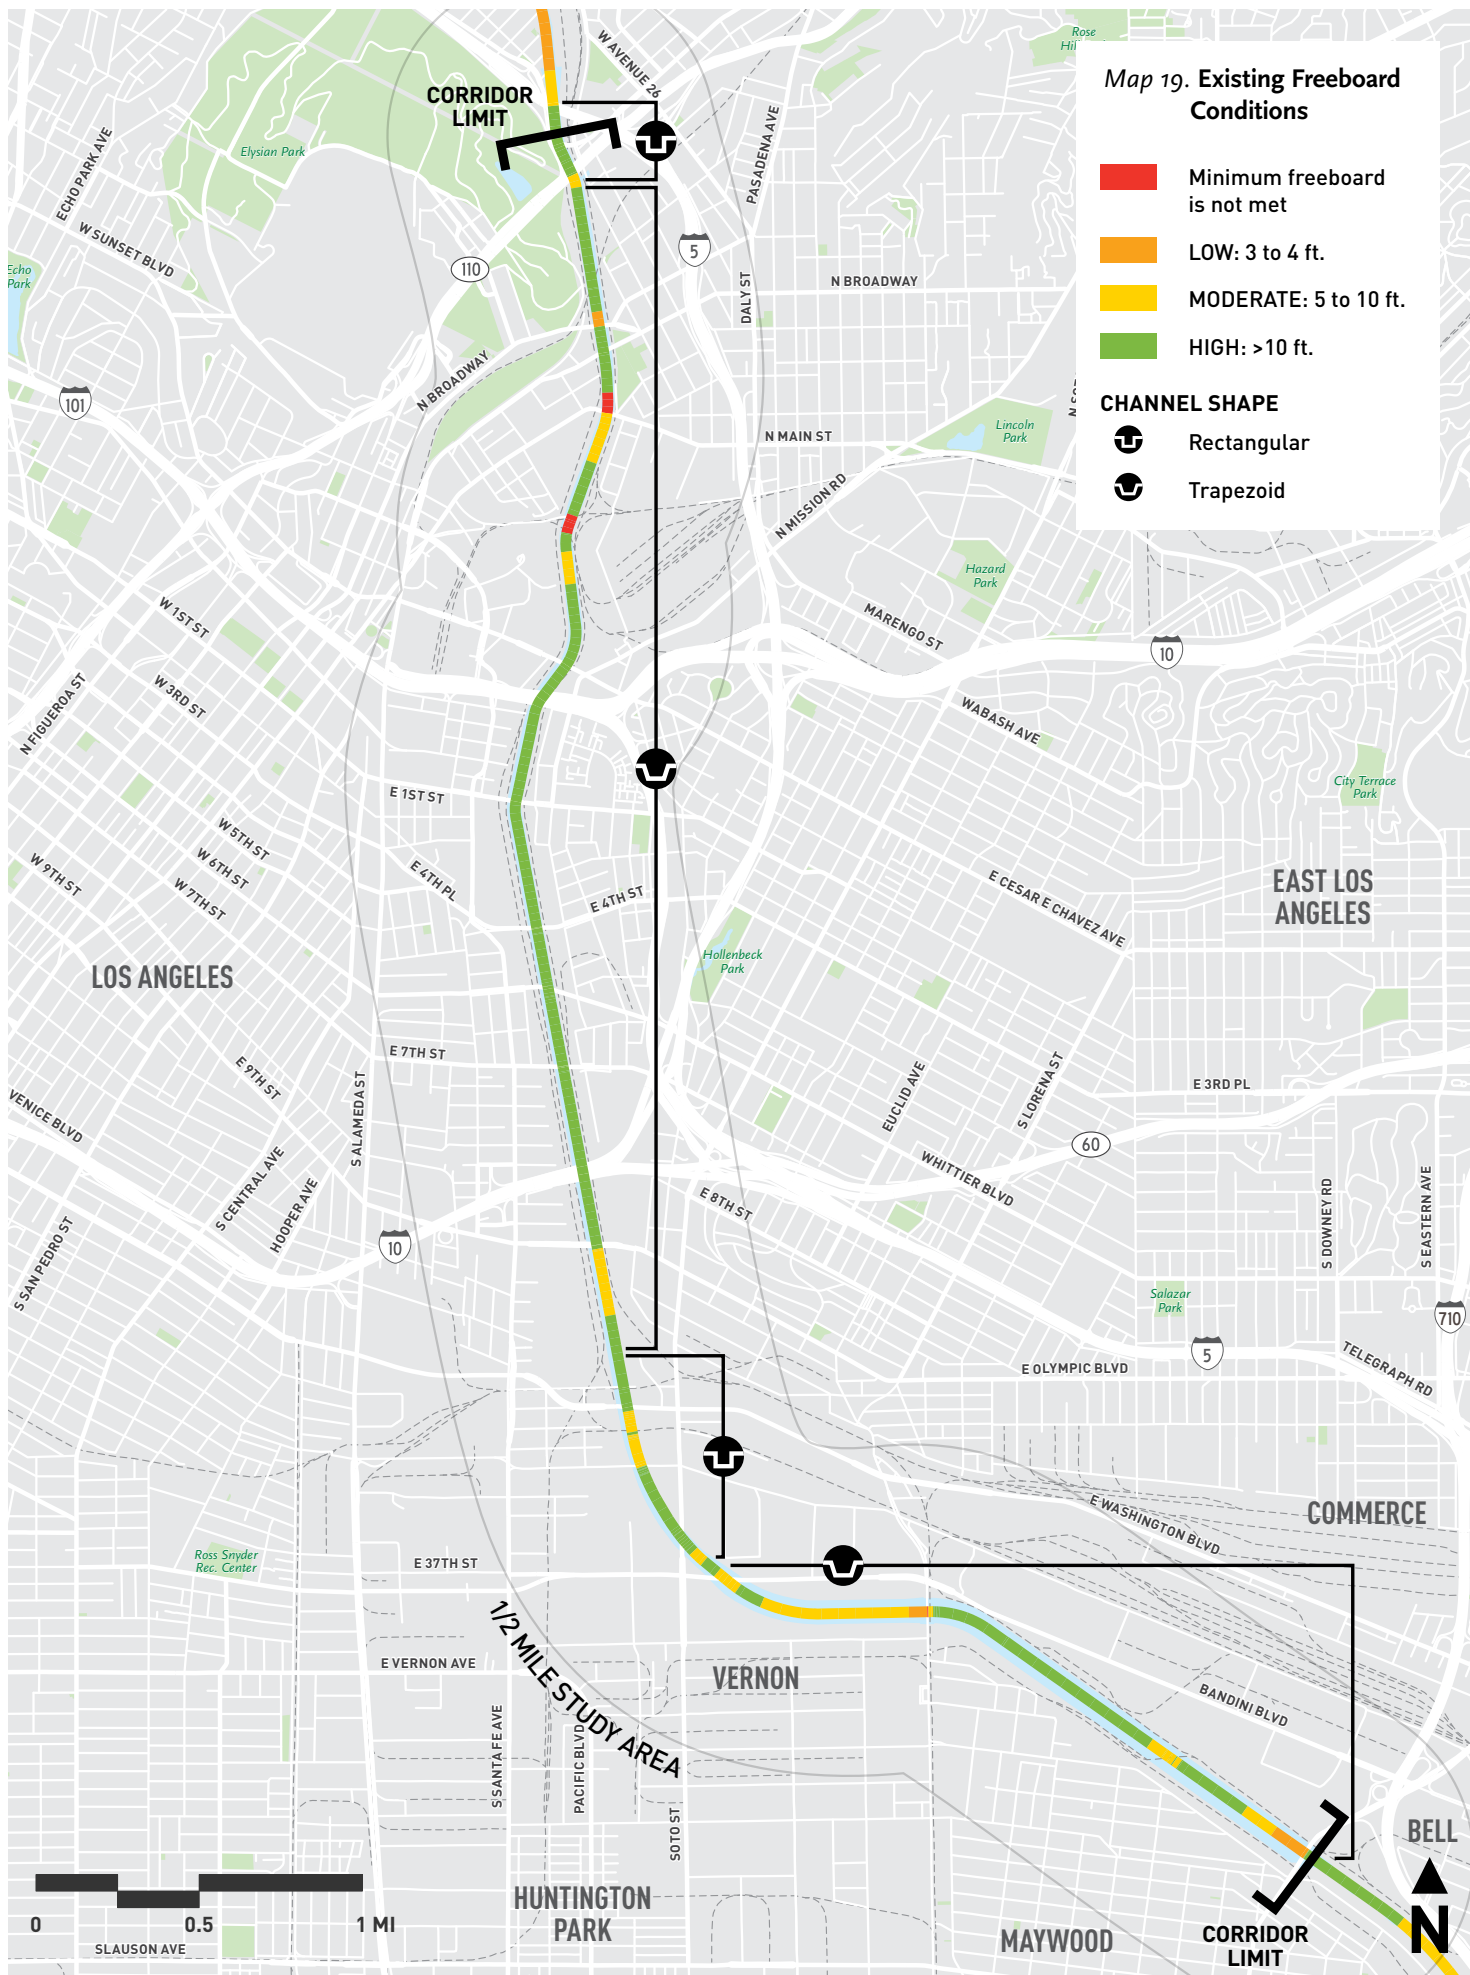 Map 19. Existing Freeboard
Conditions
Minimum freeboard
is not met
LOW: 3 to 4 ft.
MODERATE: 5 to 10 ft.
HIGH: >10 ft.
CHANNEL SHAPE
Rectangular
Trapezoid
CORRIDOR
LIMIT
W AVENUE 26
PASADENA AVE
ECHO PARK AVE
Elysian Park
W SUNSET BLVD
Echo
Park
110
5
DALY ST
N BROADWAY
N BROADWAY
101
N MAIN ST
Lincoln
Park
N MISSION RD
Hazard
Park
MARENGO ST
W 1ST ST
10
W 3RD ST
N FIGUEROA ST
WABASH AVE
City Terrace
Park
E 1ST ST
W 5TH ST
W 6TH ST
W 9TH ST
W 7TH ST
E 4TH PL
E 4TH ST
E CESAR E CHAVEZ AVE
EAST LOS
ANGELES
Hollenbeck
Park
LOS ANGELES
E 7TH ST
E 9TH ST
VENICE BLVD
S ALAMEDA ST
EUCLID AVE
S LORENA ST
E 3RD PL
60
WHITTIER BLVD
S CENTRAL AVE
HOOPER AVE
E 8TH ST
S DOWNEY RD
S EASTERN AVE
S SAN PEDRO ST
10
Salazar
Park
710
5
E OLYMPIC BLVD
TELEGRAPH RD
COMMERCE
E WASHINGTON BLVD
Ross Snyder
Rec. Center
E 37TH ST
1/2 MILE STUDY AREA
E VERNON AVE
VERNON
BANDINI BLVD
S SANTA FE AVE
PACIFIC BLVD
SOTO ST
BELL
N
0 0.5 1 MI
HUNTINGTON
PARK
MAYWOOD
CORRIDOR
LIMIT
SLAUSON AVE